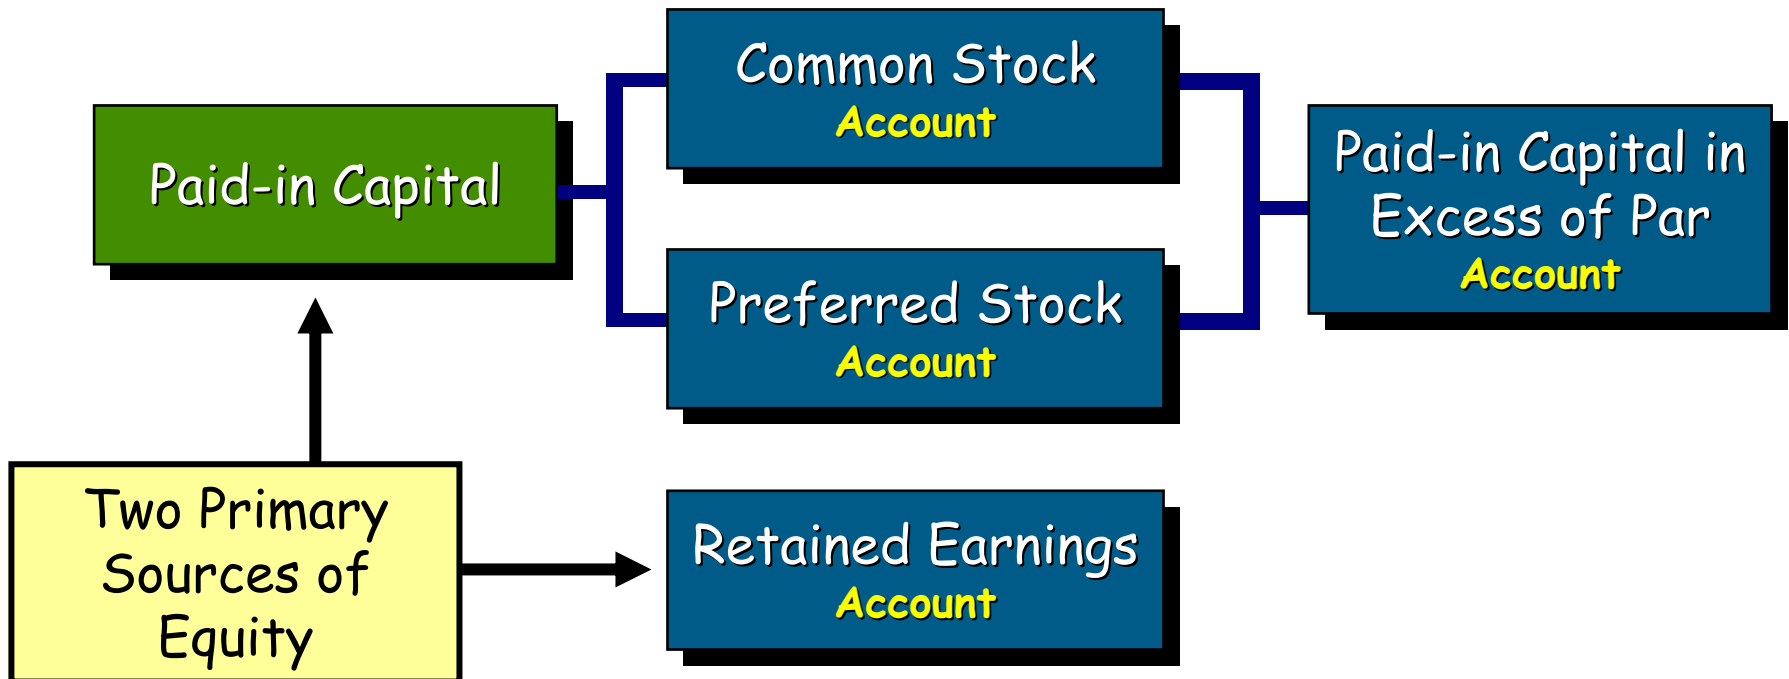 Common Stock
Account
Paid-in Capital
Paid-in Capital in
Excess of Par
Account
Preferred Stock
Account
Two Primary
Sources of
Equity
Retained Earnings
Account